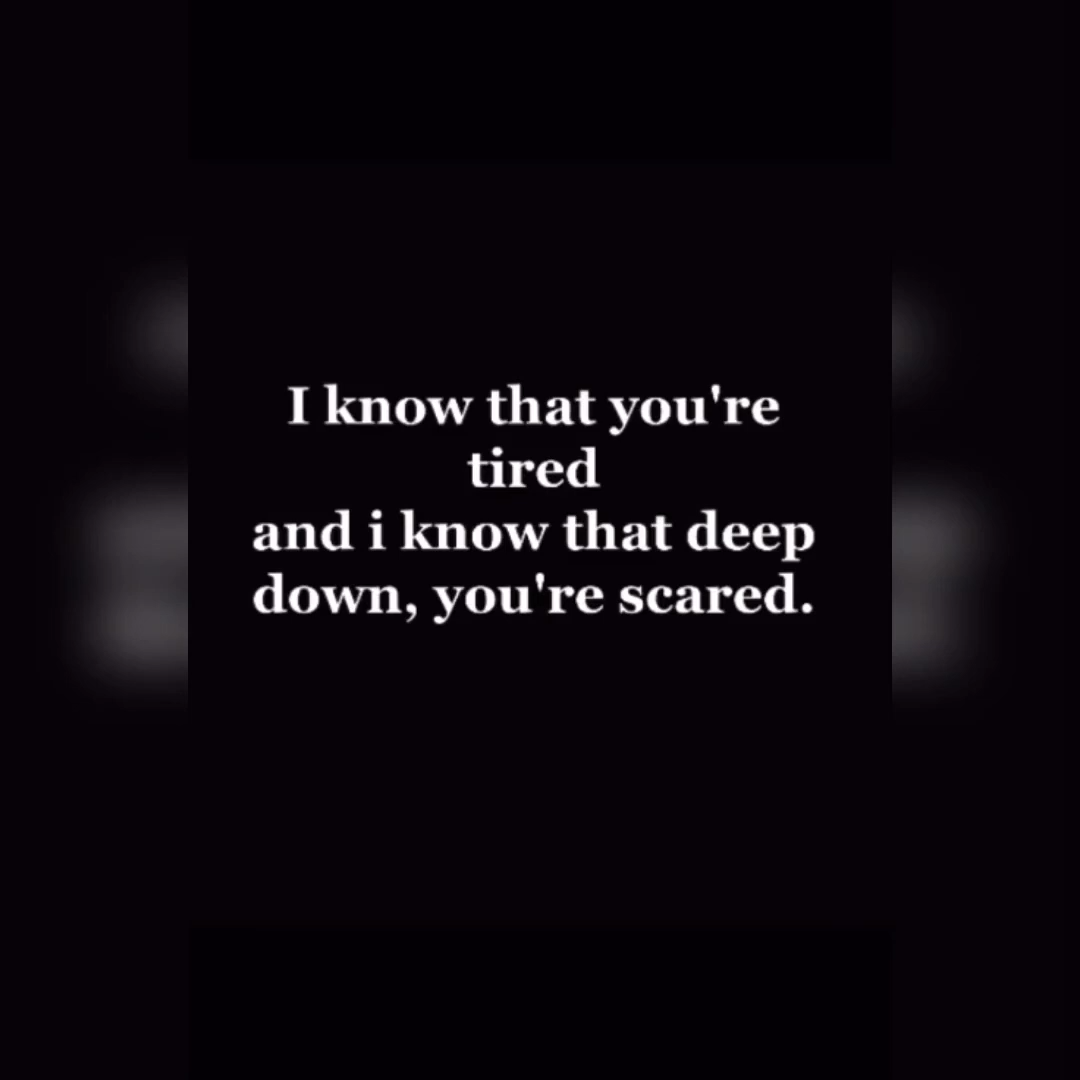 I know that you're
tired
and i know that deep
down, you're scared.